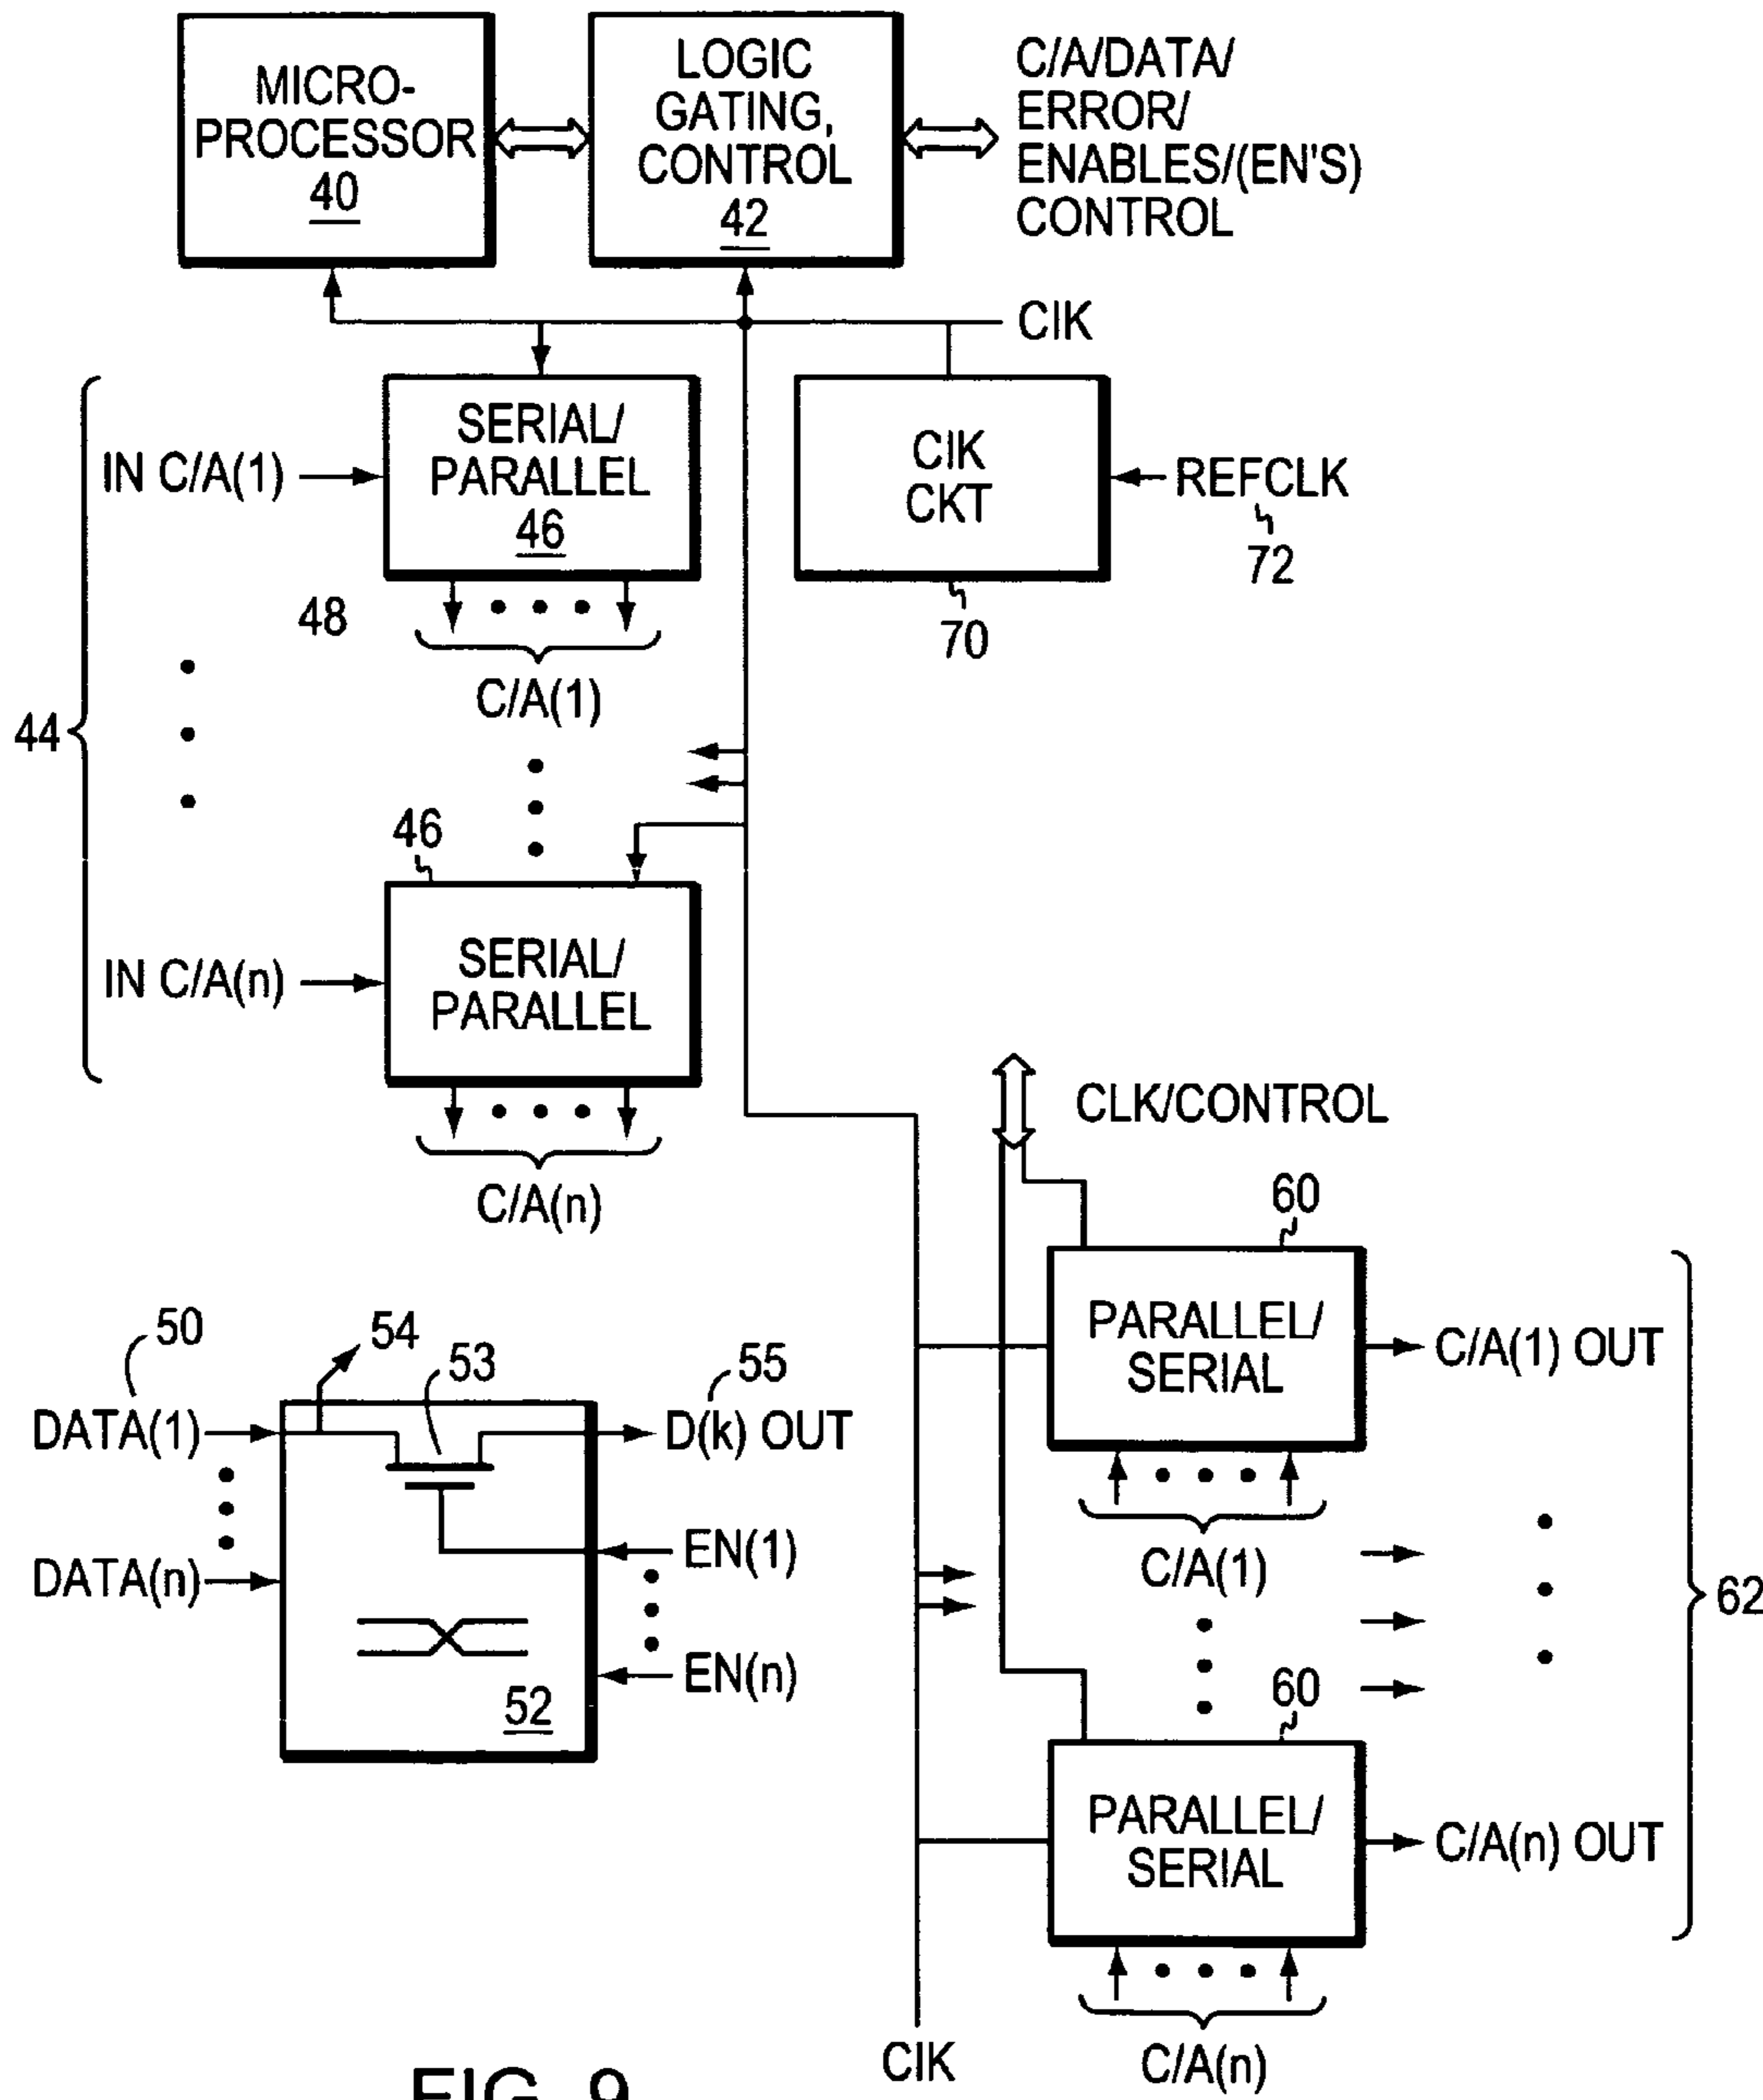 MICRO-
PROCESSOR
40
LOGIC
GATING,
CONTROL
42
C/A/DATA/
ERROR/
ENABLES/(EN'S)
CONTROL
CIK
IN C/A(1)
SERIAL/
PARALLEL
46
CIK
CKT
REFCLK
72
48
70
C/A(1)
44
46
IN C/A(n)
SERIAL/
PARALLEL
C/A(n)
CLK/CONTROL
60
PARALLEL/
SERIAL
C/A(1) OUT
C/A(1)
62
60
PARALLEL/
SERIAL
C/A(n) OUT
C/A(n)
CIK
50
54
53
55
DATA(1)
D(k) OUT
DATA(n)
EN(1)
EN(n)
52
FIG. 9